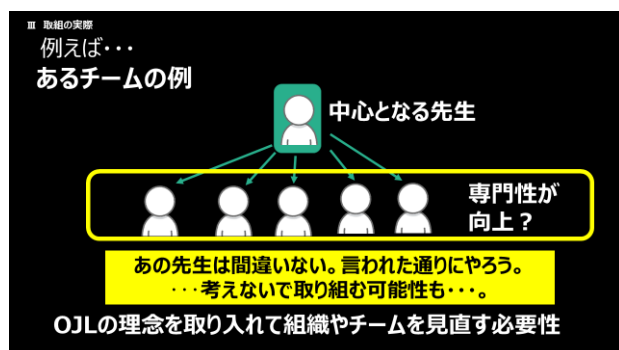 Ⅲ 取組の実際
例えば・・・
あるチームの例
中心となる先生
専門性が
向上？
あの先生は間違いない。言われた通りにやろう。
・・・考えないで取り組む可能性も・・・。
OJLの理念を取り入れて組織やチームを見直す必要性